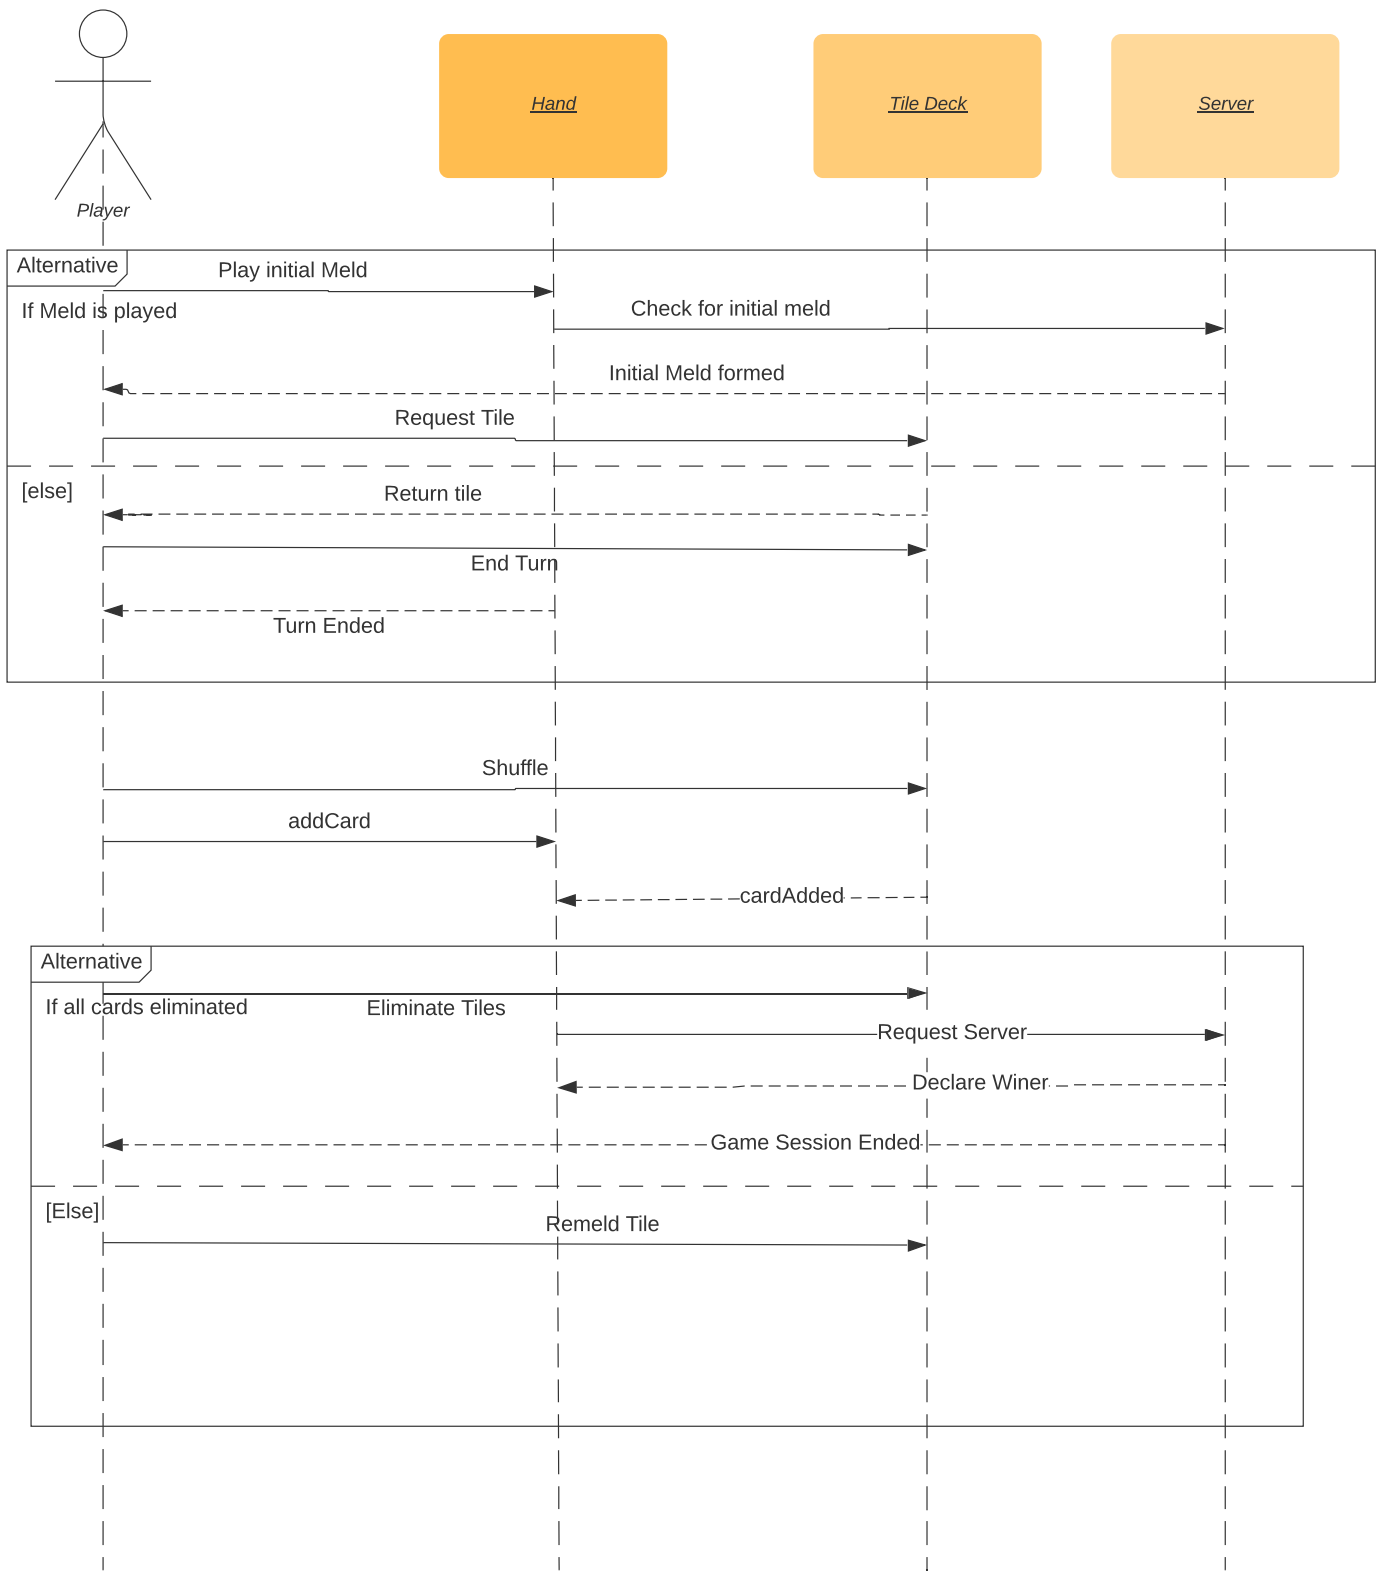 Hand
Tile Deck
Server
Player
Alternative
Play initial Meld
If Meld is played
Check for initial meld
Initial Meld formed
Request Tile
[else]
Return tile
End Turn
Turn Ended
Shuffle
addCard
cardAdded
Alternative
If all cards eliminated
Eliminate Tiles
Request Server
Declare Winer
Game Session Ended
[Else]
Remeld Tile